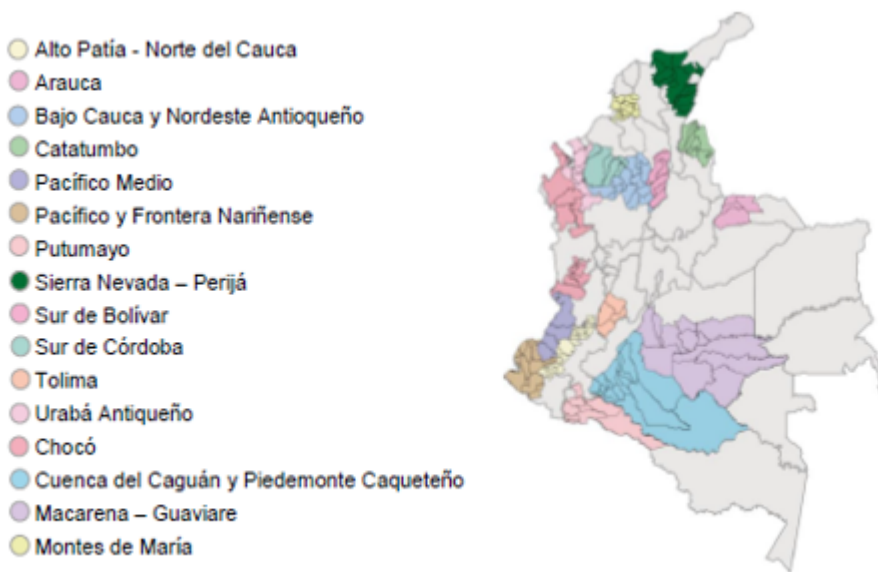 Alto Patía - Norte del Cauca
Arauca
Bajo Cauca y Nordeste Antioqueño
Catatumbo
Pacífico Medio
Pacífico y Frontera Nariñense
Putumayo
Sierra Nevada – Perijá
Sur de Bolívar
Sur de Córdoba
Tolima
Urabá Antiqueño
Chocó
Cuenca del Caguán y Piedemonte Caqueteño
Macarena – Guaviare
Montes de María